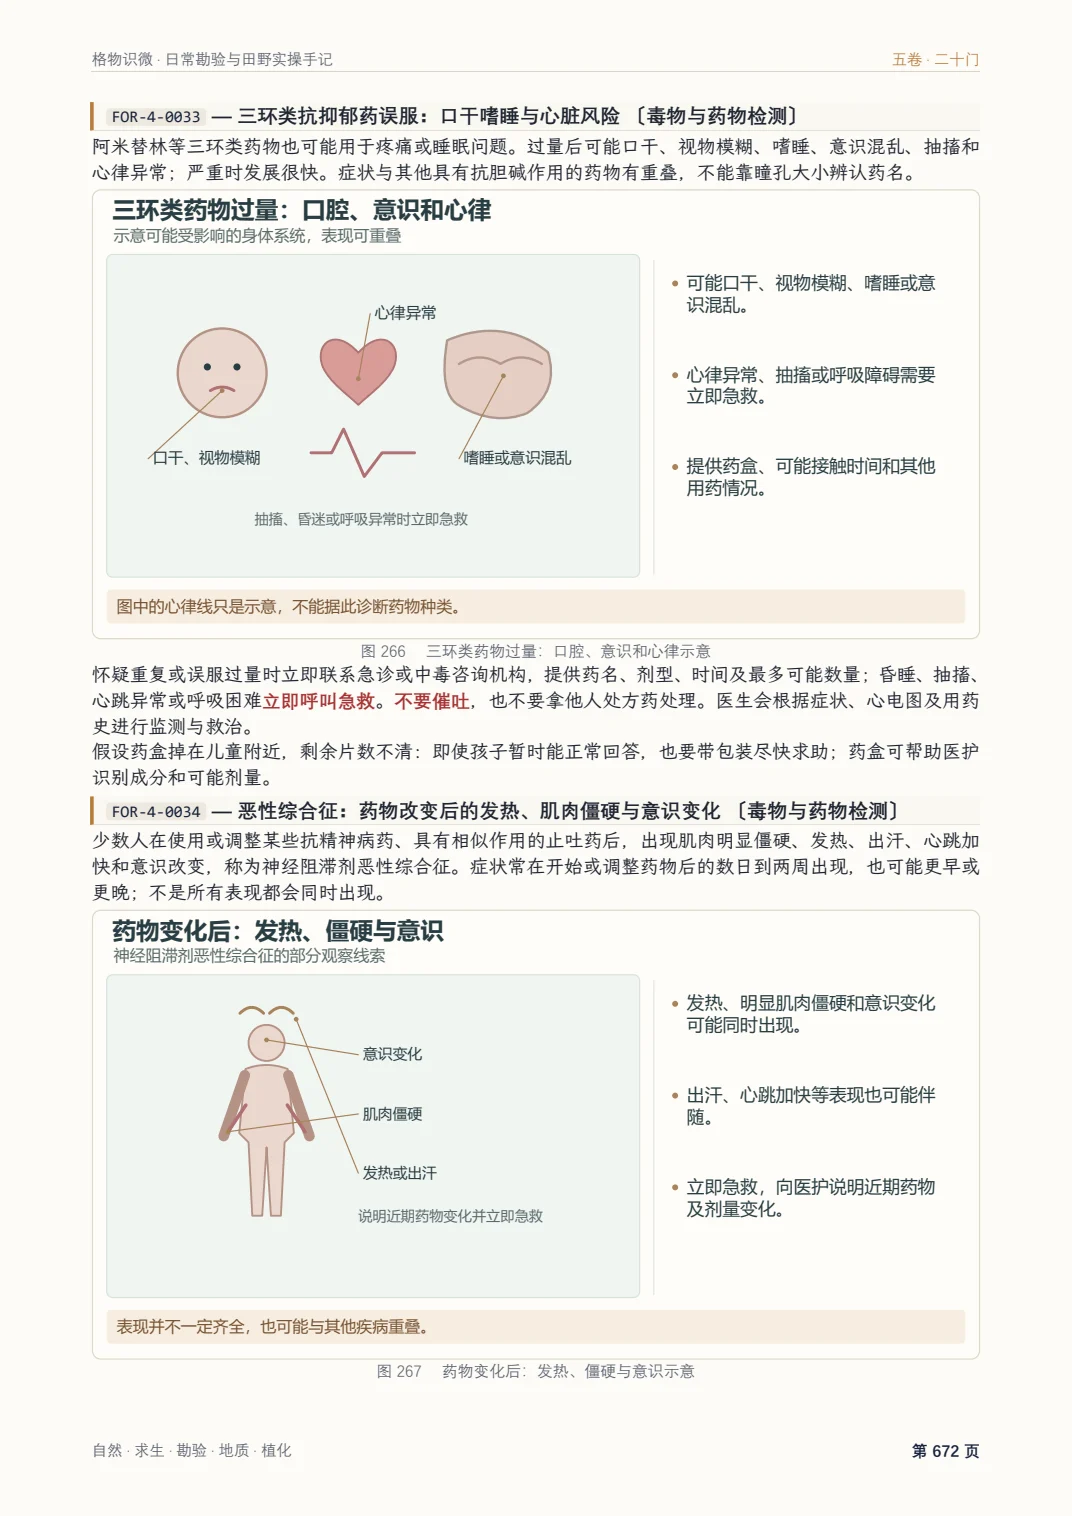 格物识微 · 日常勘验与田野实操手记
五卷 · 二十门
FOR-4-0033 — 三环类抗抑郁药误服：口干嗜睡与心脏风险 〔毒物与药物检测〕
阿米替林等三环类药物也可能用于疼痛或睡眠问题。过量后可能口干、视物模糊、嗜睡、意识混乱、抽搐和
心律异常；严重时发展很快。症状与其他具有抗胆碱作用的药物有重叠，不能靠瞳孔大小辨认药名。
三环类药物过量：口腔、意识和心律
示意可能受影响的身体系统，表现可重叠
心律异常
口干、视物模糊
嗜睡或意识混乱
抽搐、昏迷或呼吸异常时立即急救
• 可能口干、视物模糊、嗜睡或意
识混乱。
• 心律异常、抽搐或呼吸障碍需要
立即急救。
• 提供药盒、可能接触时间和其他
用药情况。
图中的心律线只是示意，不能据此诊断药物种类。
图 266 三环类药物过量：口腔、意识和心律示意
怀疑重复或误服过量时立即联系急诊或中毒咨询机构，提供药名、剂型、时间及最多可能数量；昏睡、抽搐、
心跳异常或呼吸困难立即呼叫急救。不要催吐，也不要拿他人处方药处理。医生会根据症状、心电图及用药
史进行监测与救治。
假设药盒掉在儿童附近，剩余片数不清：即使孩子暂时能正常回答，也要带包装尽快求助；药盒可帮助医护
识别成分和可能剂量。
FOR-4-0034 — 恶性综合征：药物改变后的发热、肌肉僵硬与意识变化 〔毒物与药物检测〕
少数人在使用或调整某些抗精神病药、具有相似作用的止吐药后，出现肌肉明显僵硬、发热、出汗、心跳加
快和意识改变，称为神经阻滞剂恶性综合征。症状常在开始或调整药物后的数日到两周出现，也可能更早或
更晚；不是所有表现都会同时出现。
药物变化后：发热、僵硬与意识
神经阻滞剂恶性综合征的部分观察线索
意识变化
肌肉僵硬
发热或出汗
说明近期药物变化并立即急救
• 发热、明显肌肉僵硬和意识变化
可能同时出现。
• 出汗、心跳加快等表现也可能伴
随。
• 立即急救，向医护说明近期药物
及剂量变化。
表现并不一定齐全，也可能与其他疾病重叠。
图 267 药物变化后：发热、僵硬与意识示意
自然 · 求生 · 勘验 · 地质 · 植化
第 672 页